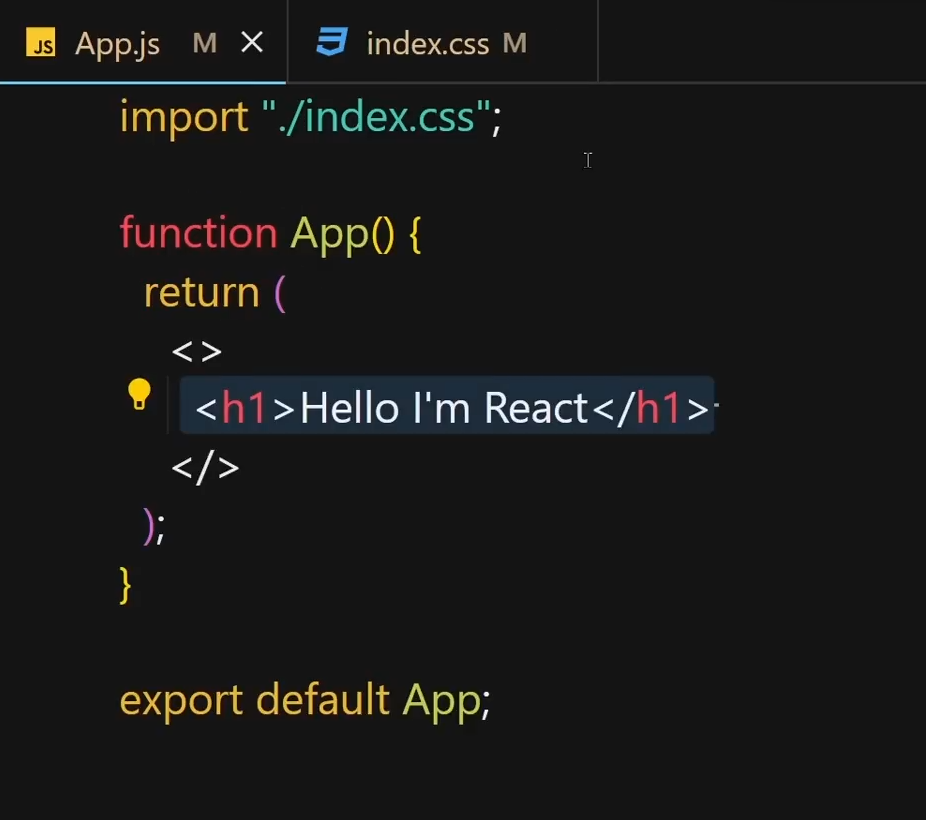 JS App.js M
index.css M
import "./index.css";
function App() {
return (
<>
<h1>Hello I'm React</h1>
</>
);
}
export default App;